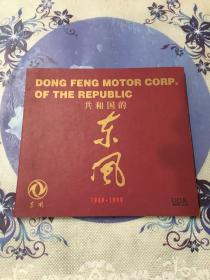 DONG FENG MOTOR CORP.
OF THE REPUBLIC
共和国的
东风
1969-1999
东风